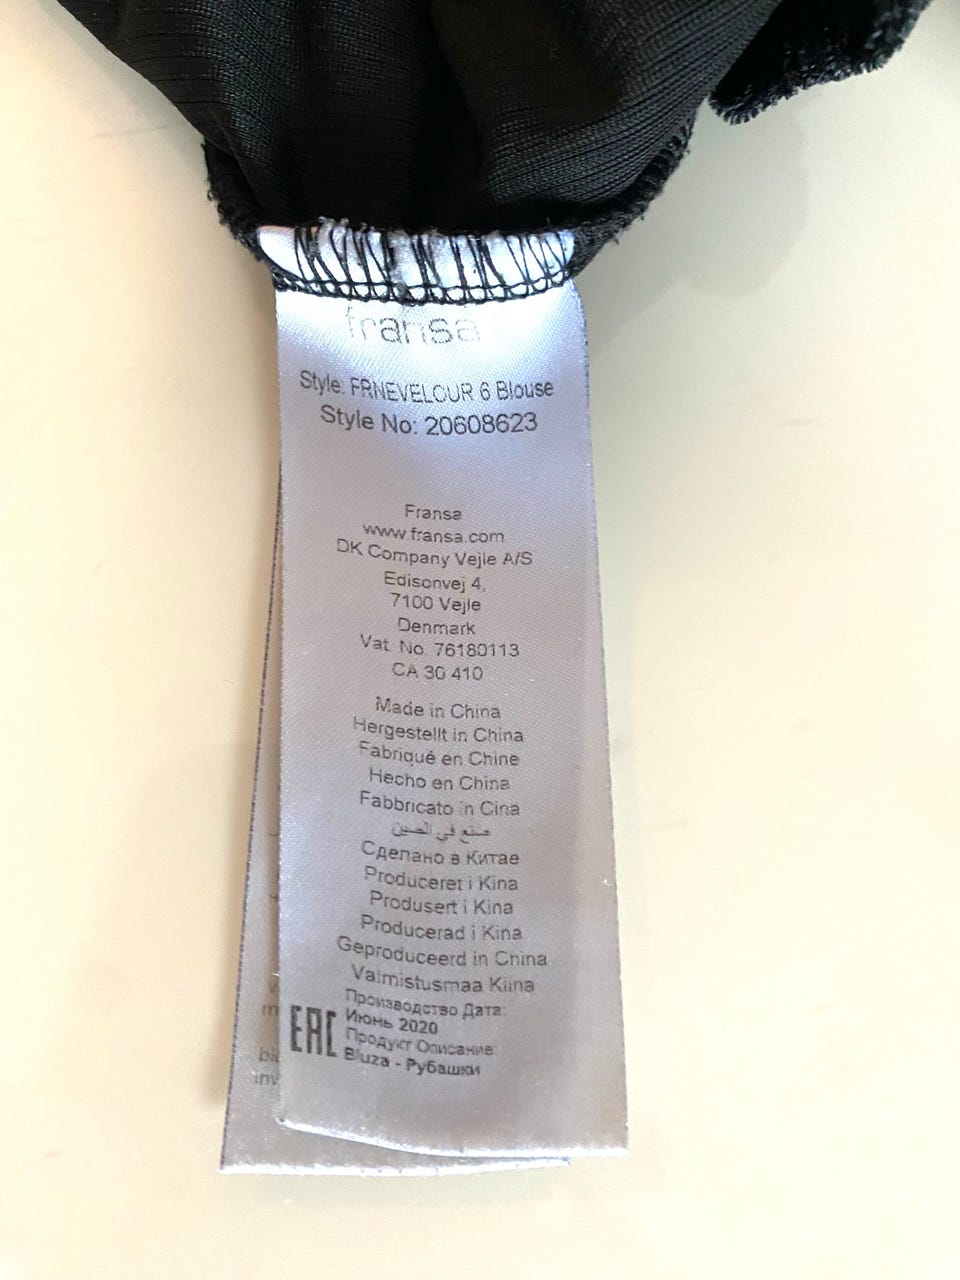 fransa
Style: FRNEVELOUR 6 Blouse
Style No: 20608623
Fransa
www.fransa.com
DK Company Vejle A/S
Edisonvej 4,
7100 Vejle
Denmark
Vat. No. 76180113
CA 30 410
Made in China
Hergestellt in China
Fabriqué en Chine
Hecho en China
Fabbricato in Cina
صنع في الصين
Сделано в Китае
Produceret i Kina
Produsert i Kina
Producerad i Kina
Geproduceerd in China
Valmistusmaa Kiina
EAC
Производство Дата:
Июнь 2020
Продукт Описание:
Bluza - Рубашки